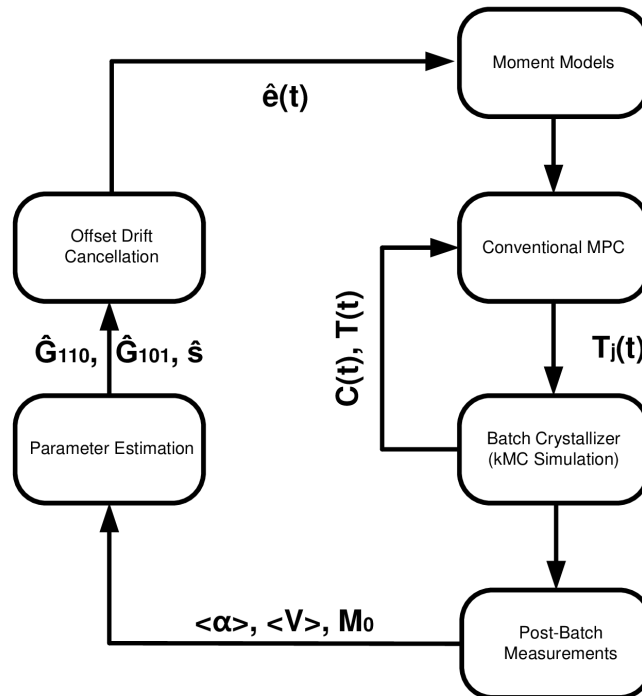 Moment Models
ê(t)
Offset Drift
Cancellation
Conventional MPC
C(t), T(t)
Ĝ110, Ĝ101, ŝ
Tj(t)
Parameter Estimation
Batch Crystallizer
(kMC Simulation)
<α>, <V>, M0
Post-Batch
Measurements